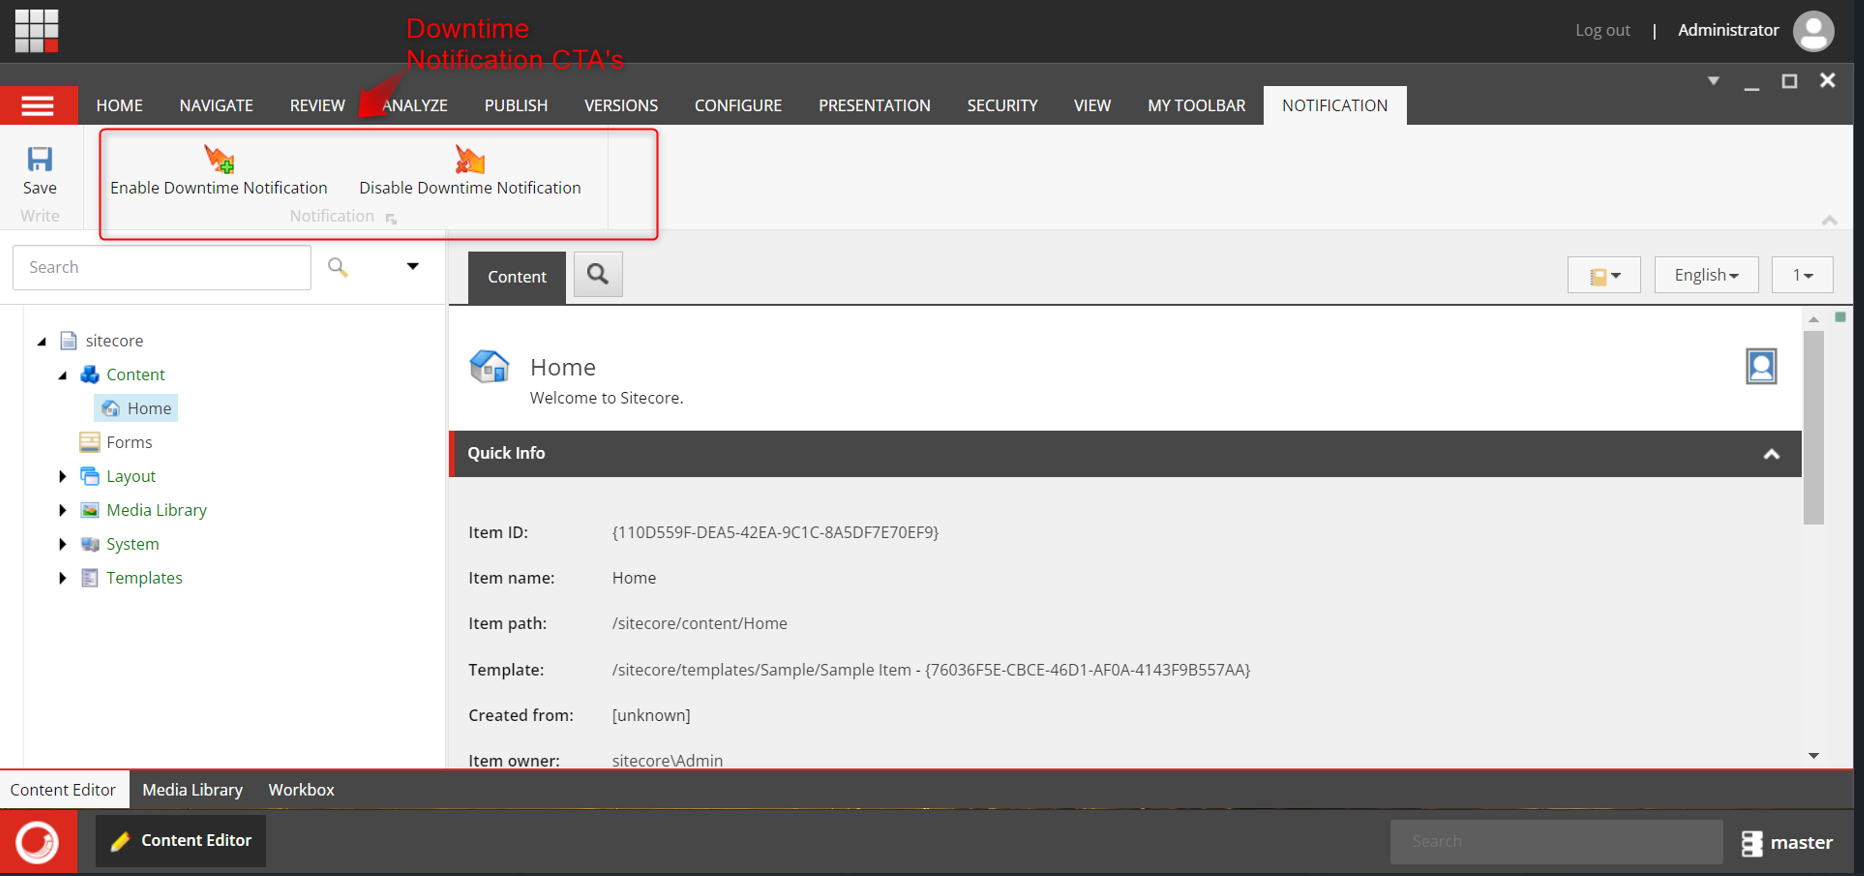 Downtime
Notification CTA's
Log out | Administrator
HOME NAVIGATE REVIEW ANALYZE PUBLISH VERSIONS CONFIGURE PRESENTATION SECURITY VIEW MY TOOLBAR NOTIFICATION
Save
Write
Enable Downtime Notification Disable Downtime Notification
Notification
Search
Content
English 1
sitecore
Content
Home
Forms
Layout
Media Library
System
Templates
Home
Welcome to Sitecore.
Quick Info
Item ID: {110D559F-DEA5-42EA-9C1C-8A5DF7E70EF9}
Item name: Home
Item path: /sitecore/content/Home
Template: /sitecore/templates/Sample/Sample Item - {76036F5E-CBCE-46D1-AF0A-4143F9B557AA}
Created from: [unknown]
Item owner: sitecore\Admin
Content Editor Media Library Workbox
Content Editor Search master